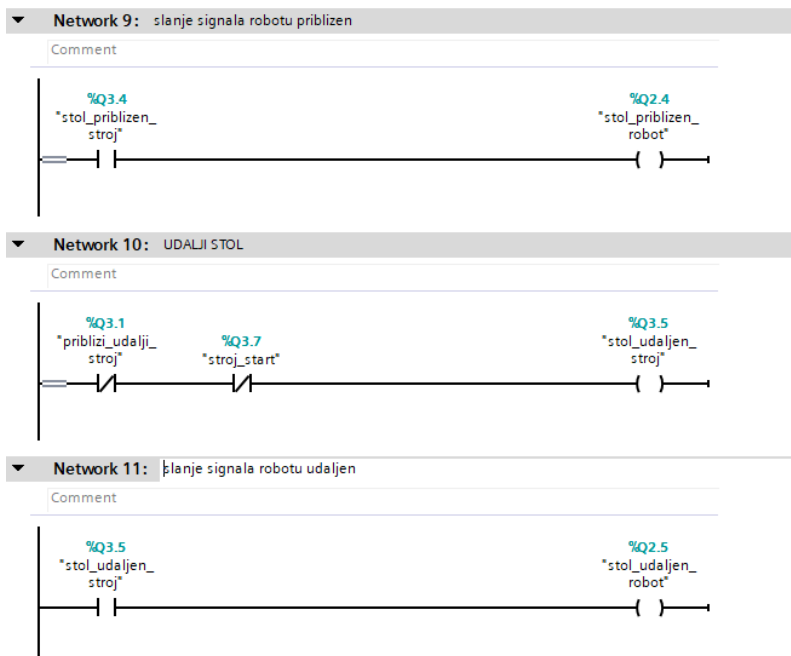 Network 9: slanje signala robotu priblizen
Comment
%Q3.4
"stol_priblizen_
stroj"
%Q2.4
"stol_priblizen_
robot"
Network 10: UDALJI STOL
Comment
%Q3.1
"priblizi_udalji_
stroj"
%Q3.7
"stroj_start"
%Q3.5
"stol_udaljen_
stroj"
Network 11: slanje signala robotu udaljen
Comment
%Q3.5
"stol_udaljen_
stroj"
%Q2.5
"stol_udaljen_
robot"